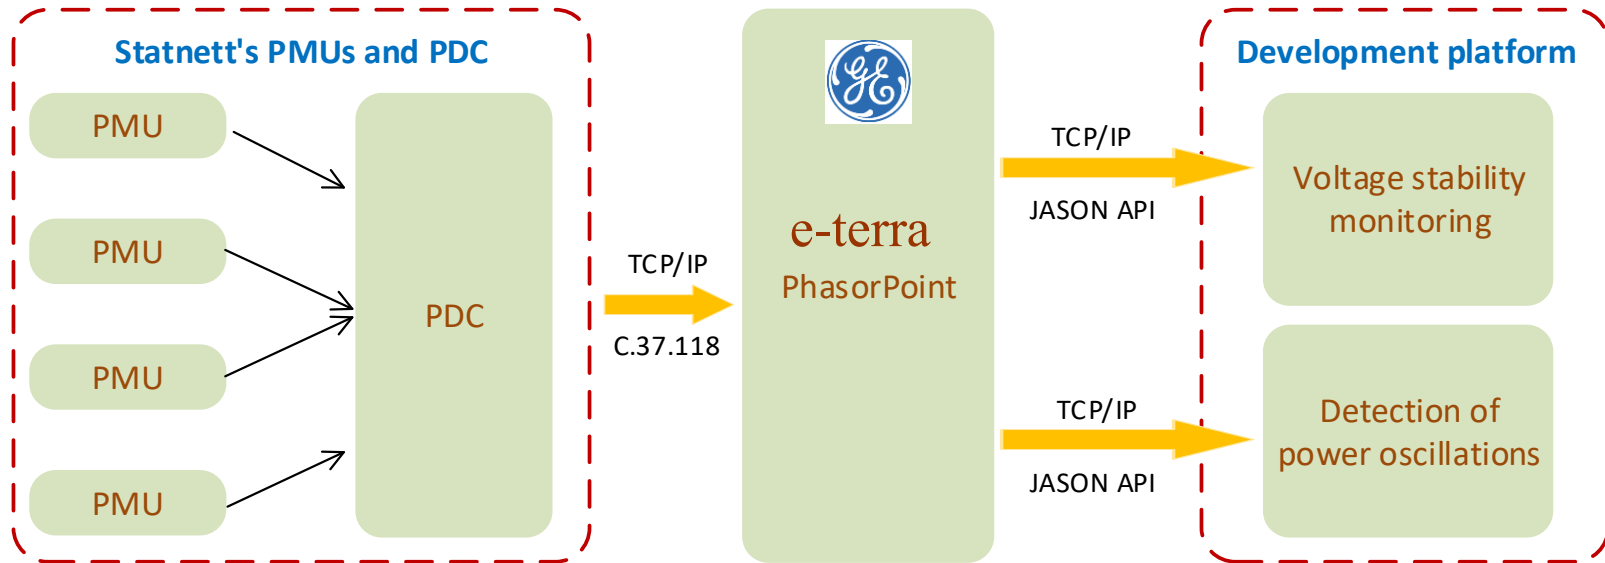 Statnett's PMUs and PDC
PMU
PMU
PMU
PMU
PDC
TCP/IP
C.37.118
GE
e-terra
PhasorPoint
TCP/IP
JASON API
TCP/IP
JASON API
Development platform
Voltage stability
monitoring
Detection of
power oscillations